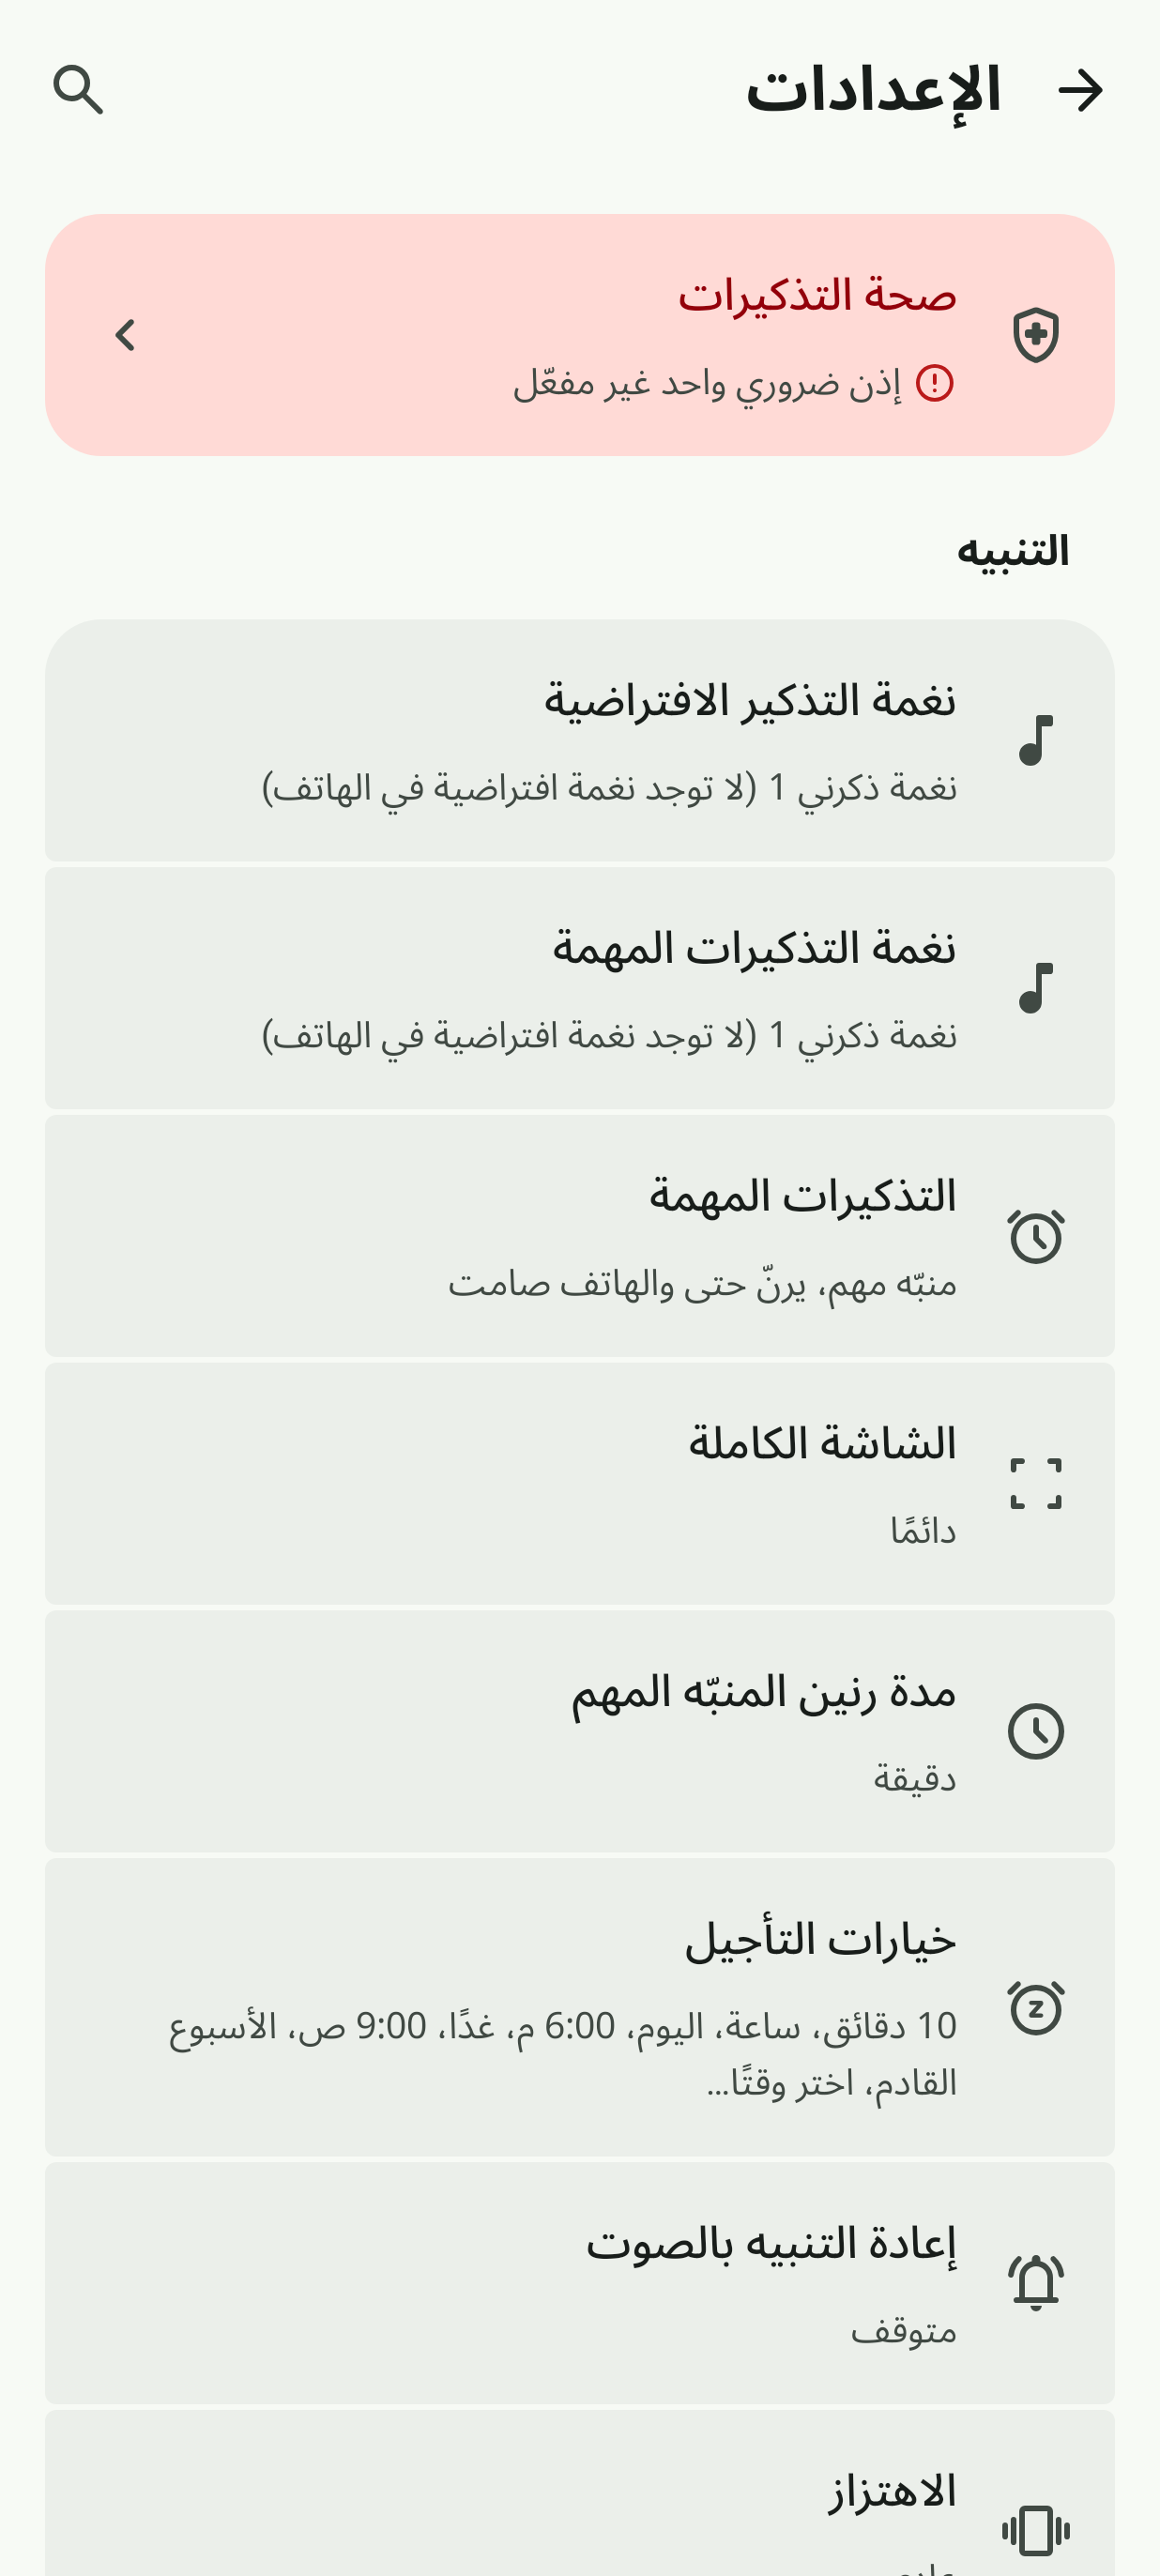 الإعدادات
صحة التذكيرات
إذن ضروري واحد غير مفعّل
التنبيه
نغمة التذكير الافتراضية
نغمة ذكرني 1 (لا توجد نغمة افتراضية في الهاتف)
نغمة التذكيرات المهمة
نغمة ذكرني 1 (لا توجد نغمة افتراضية في الهاتف)
التذكيرات المهمة
منبّه مهم، يرنّ حتى والهاتف صامت
الشاشة الكاملة
دائمًا
مدة رنين المنبّه المهم
دقيقة
خيارات التأجيل
10 دقائق، ساعة، اليوم، 6:00 م، غدًا، 9:00 ص، الأسبوع
القادم، اختر وقتًا...
إعادة التنبيه بالصوت
متوقف
الاهتزاز